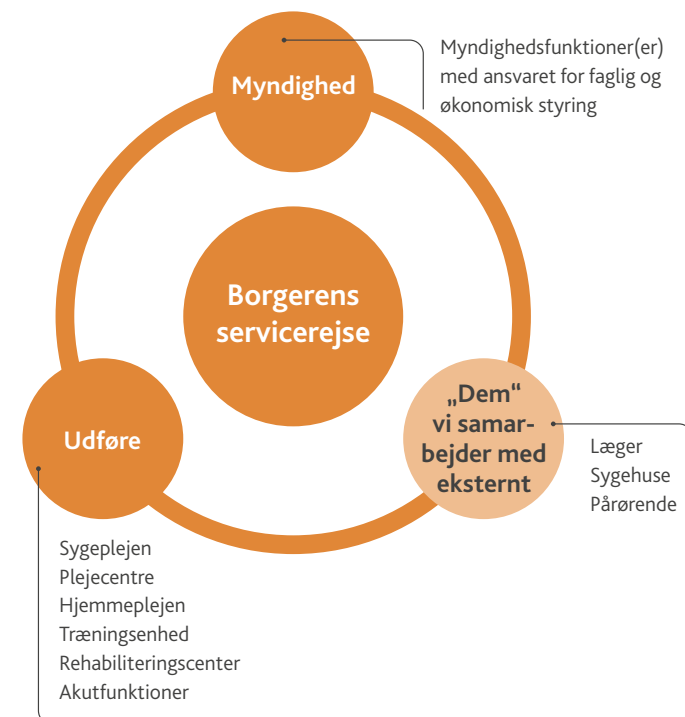 Myndighed
Myndighedsfunktioner(er)
med ansvaret for faglig og
økonomisk styring
Borgerens
servicerejse
„Dem“
vi samar-
bejder med
eksternt
Læger
Sygehuse
Pårørende
Udføre
Sygeplejen
Plejecentre
Hjemmeplejen
Træningsenhed
Rehabiliteringscenter
Akutfunktioner